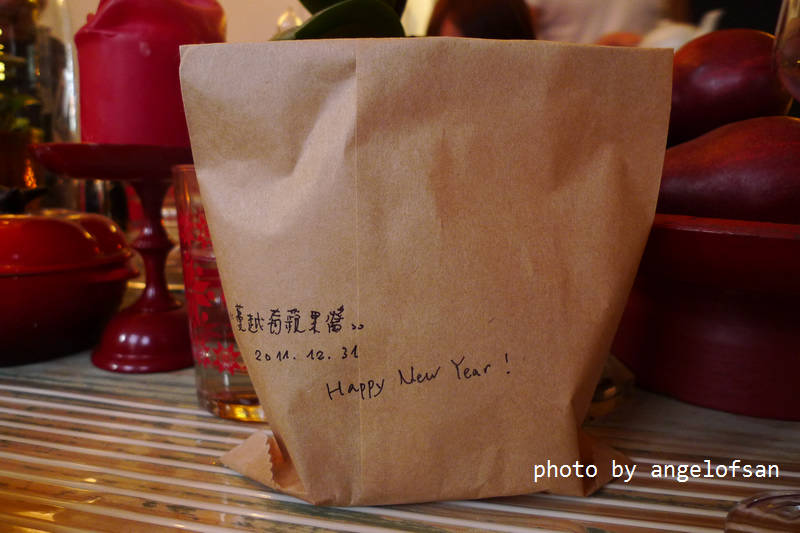 蔓越莓蘋果醬
2011.12.31
Happy New Year!
photo by angelofsan